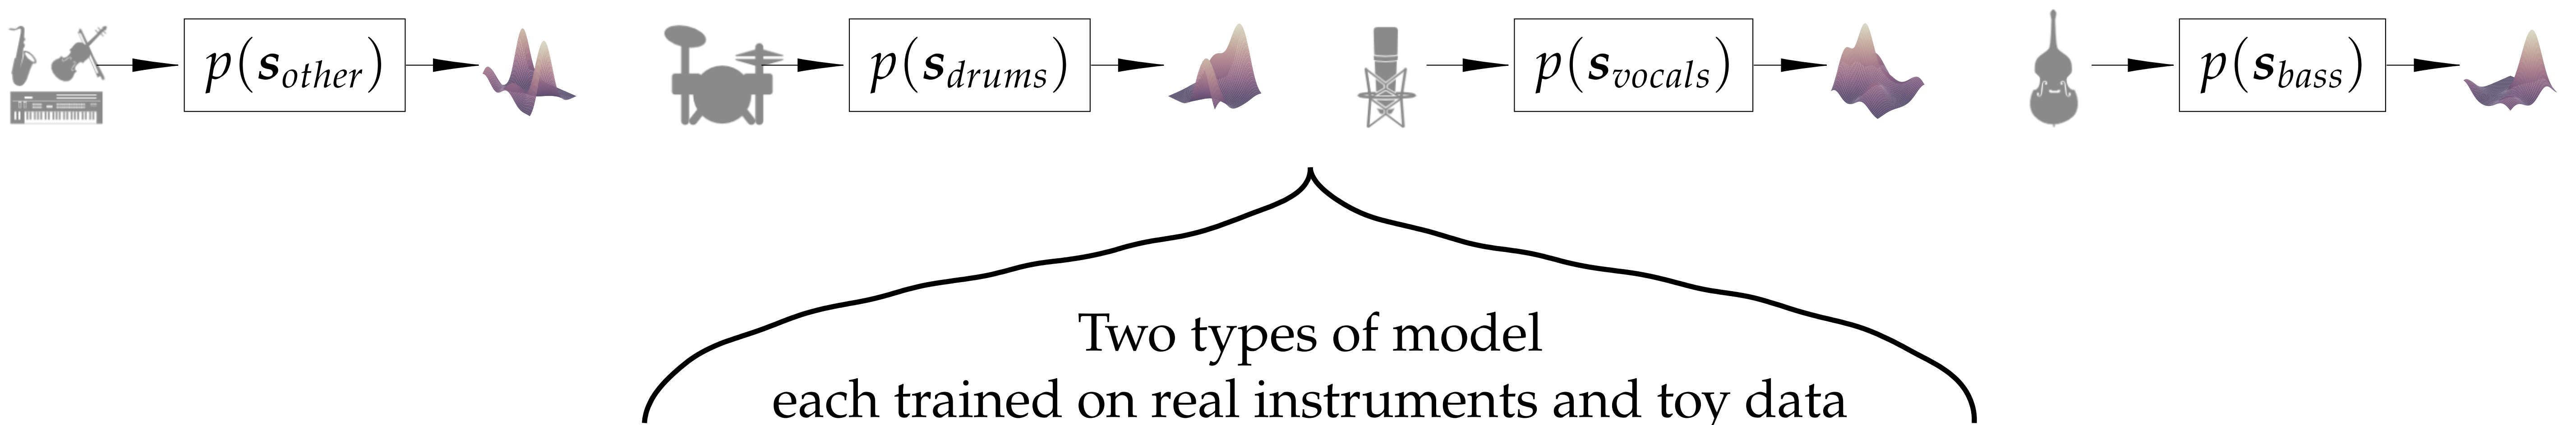 p(s_other)
p(s_drums)
p(s_vocals)
p(s_bass)
Two types of model
each trained on real instruments and toy data